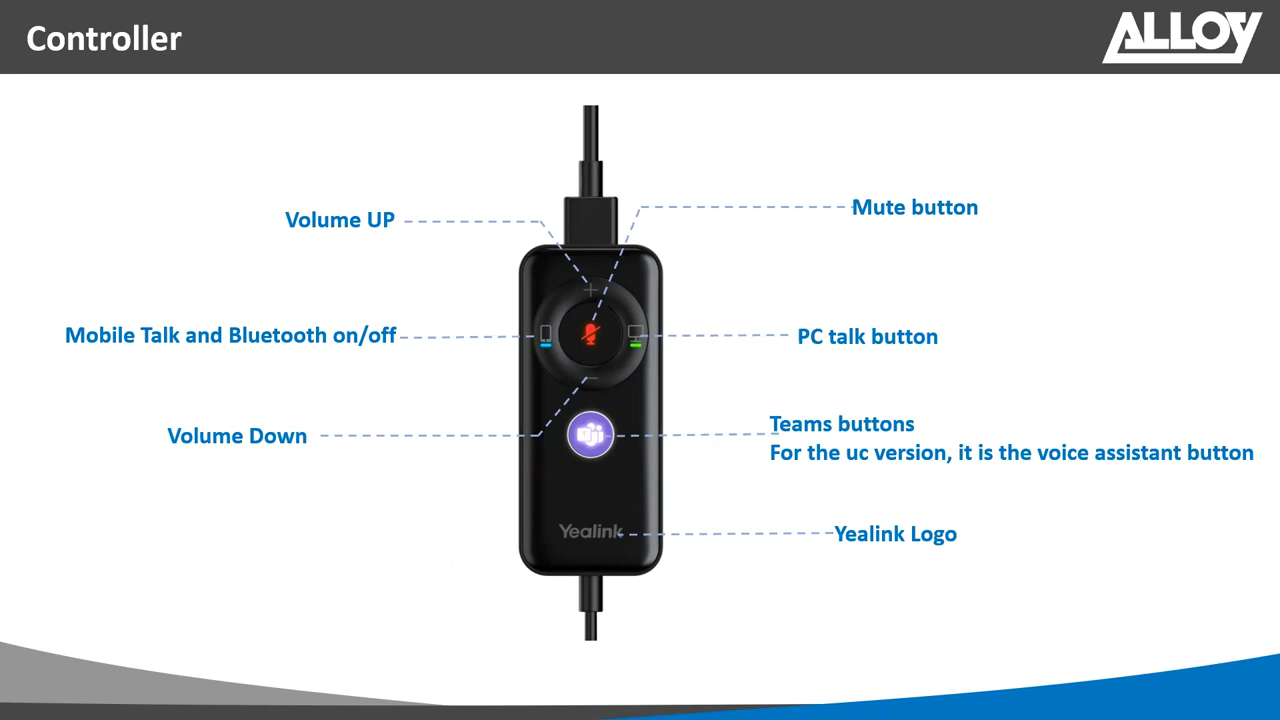 Controller
ALLOY
Volume UP
Mute button
Mobile Talk and Bluetooth on/off
PC talk button
Volume Down
Teams buttons
For the uc version, it is the voice assistant button
Yealink
Yealink Logo